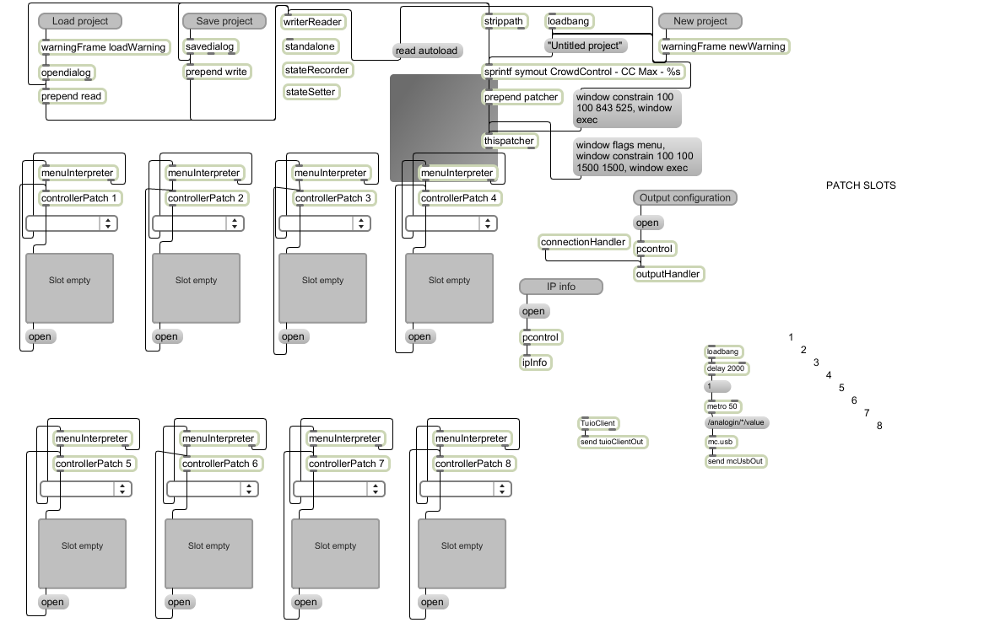 Load project
Save project
writerReader
strippath
loadbang
New project
warningFrame loadWarning
savedialog
standalone
read autoload
"Untitled project"
warningFrame newWarning
opendialog
prepend write
stateRecorder
sprintf symout CrowdControl - CC Max - %s
prepend read
stateSetter
prepend patcher
window constrain 100
100 843 525, window
exec
thispatcher
window flags menu,
window constrain 100 100
1500 1500, window exec
menuInterpreter
menuInterpreter
menuInterpreter
menuInterpreter
PATCH SLOTS
controllerPatch 1
controllerPatch 2
controllerPatch 3
controllerPatch 4
Output configuration
open
connectionHandler
pcontrol
outputHandler
Slot empty
Slot empty
Slot empty
Slot empty
IP info
open
pcontrol
ipInfo
open
open
open
open
1
2
3
4
5
6
7
8
loadbang
delay 2000
1
metro 50
/analogin/*/value
mc.usb
send mcUsbOut
TuioClient
send tuioClientOut
menuInterpreter
menuInterpreter
menuInterpreter
menuInterpreter
controllerPatch 5
controllerPatch 6
controllerPatch 7
controllerPatch 8
Slot empty
Slot empty
Slot empty
Slot empty
open
open
open
open